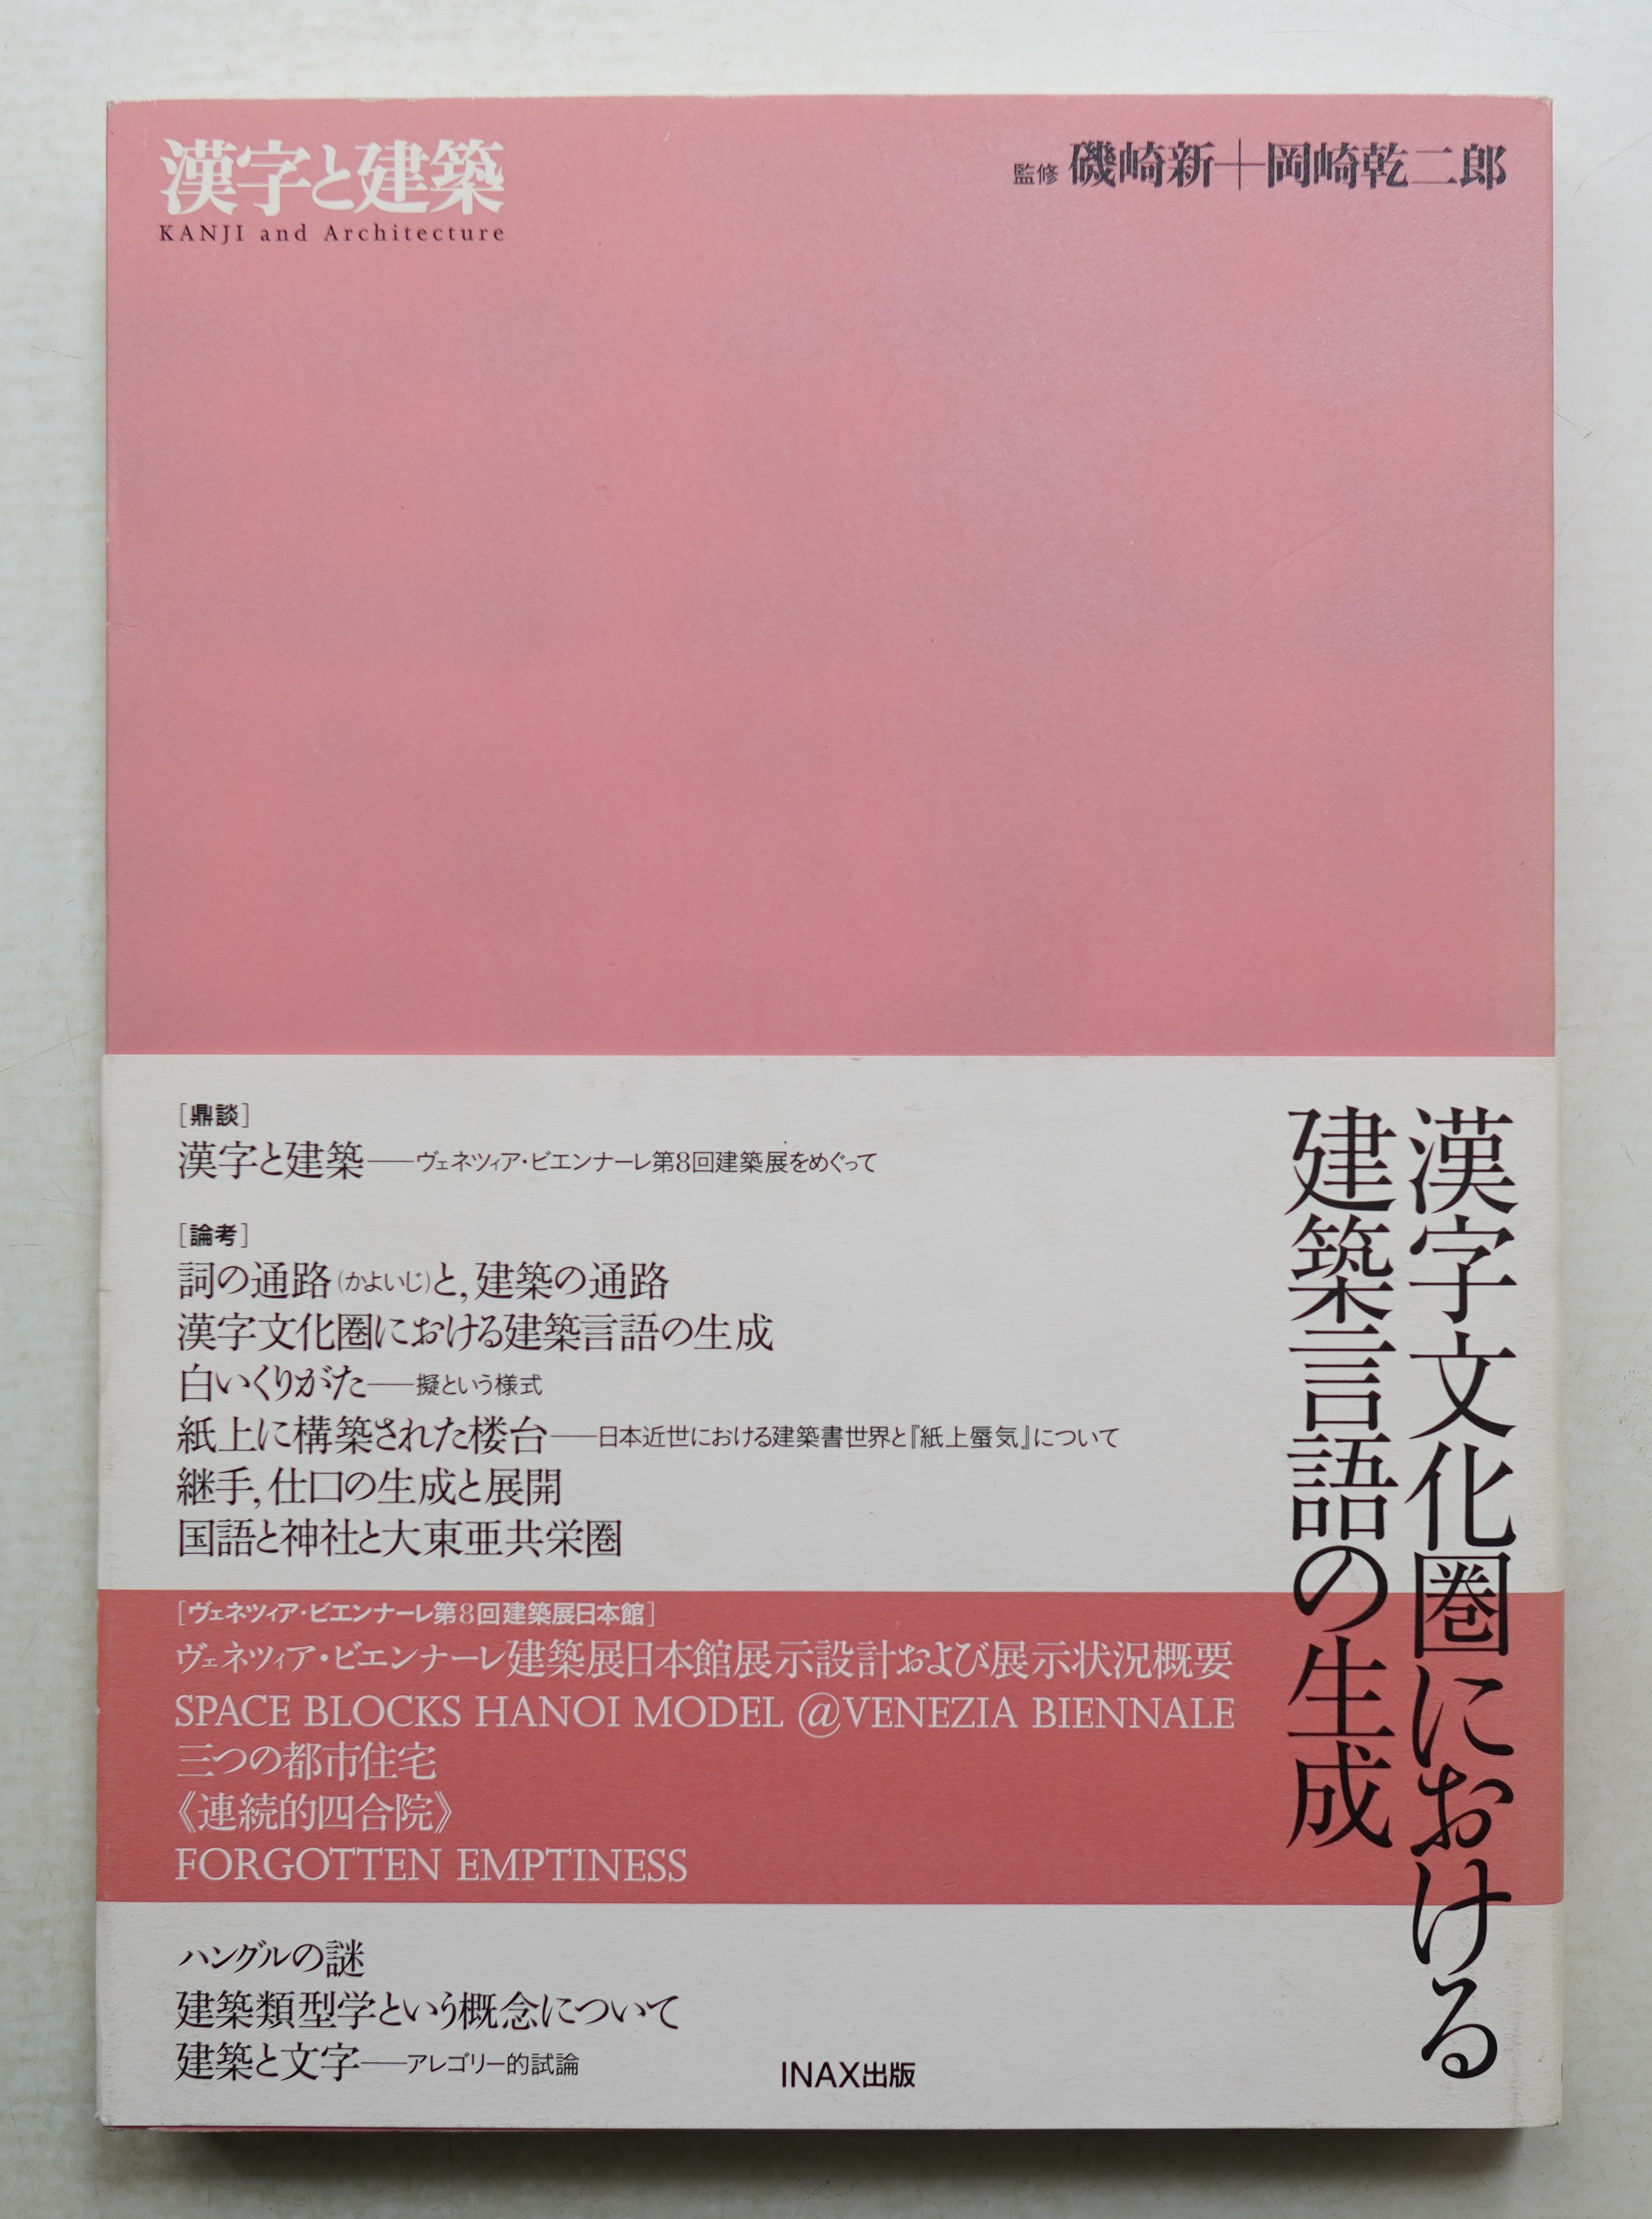 漢字と建築
KANJI and Architecture
監修 磯崎新+岡崎乾二郎
漢字文化圏における
建築言語の生成
[鼎談]
漢字と建築――ヴェネツィア・ビエンナーレ第8回建築展をめぐって
[論考]
詞の通路(かよいじ)と,建築の通路
漢字文化圏における建築言語の生成
白いくりがた――擬という様式
紙上に構築された楼台――日本近世における建築書世界と『紙上蜃気』について
継手,仕口の生成と展開
国語と神社と大東亜共栄圏
[ヴェネツィア・ビエンナーレ第8回建築展日本館]
ヴェネツィア・ビエンナーレ建築展日本館展示設計および展示状況概要
SPACE BLOCKS HANOI MODEL @VENEZIA BIENNALE
三つの都市住宅
《連続的四合院》
FORGOTTEN EMPTINESS
ハングルの謎
建築類型学という概念について
建築と文字――アレゴリー的試論
INAX出版